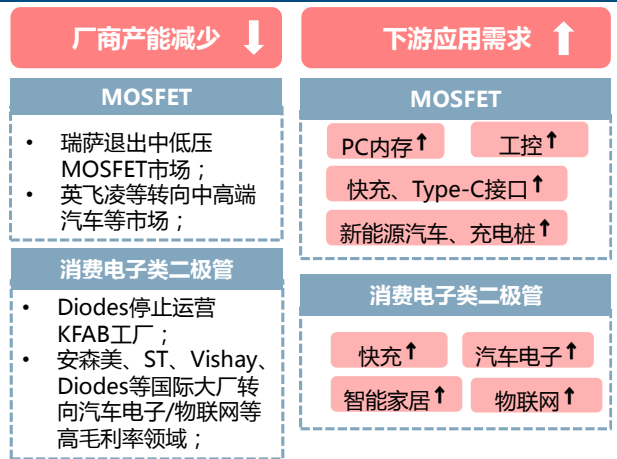 厂商产能减少 ↓
MOSFET
• 瑞萨退出中低压
MOSFET市场；
• 英飞凌等转向中高端
汽车等市场；
消费电子类二极管
• Diodes停止运营
KFAB工厂；
• 安森美、ST、Vishay、
Diodes等国际大厂转
向汽车电子/物联网等
高毛利率领域；
下游应用需求 ↑
MOSFET
PC内存↑ 工控↑
快充、Type-C接口↑
新能源汽车、充电桩↑
消费电子类二极管
快充↑ 汽车电子↑
智能家居↑ 物联网↑